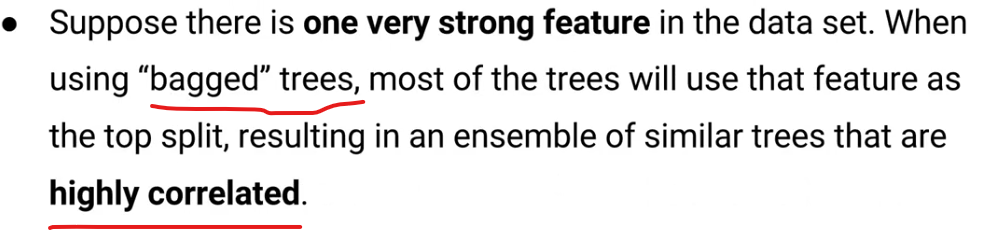 ● Suppose there is one very strong feature in the data set. When
using “bagged” trees, most of the trees will use that feature as
the top split, resulting in an ensemble of similar trees that are
highly correlated.